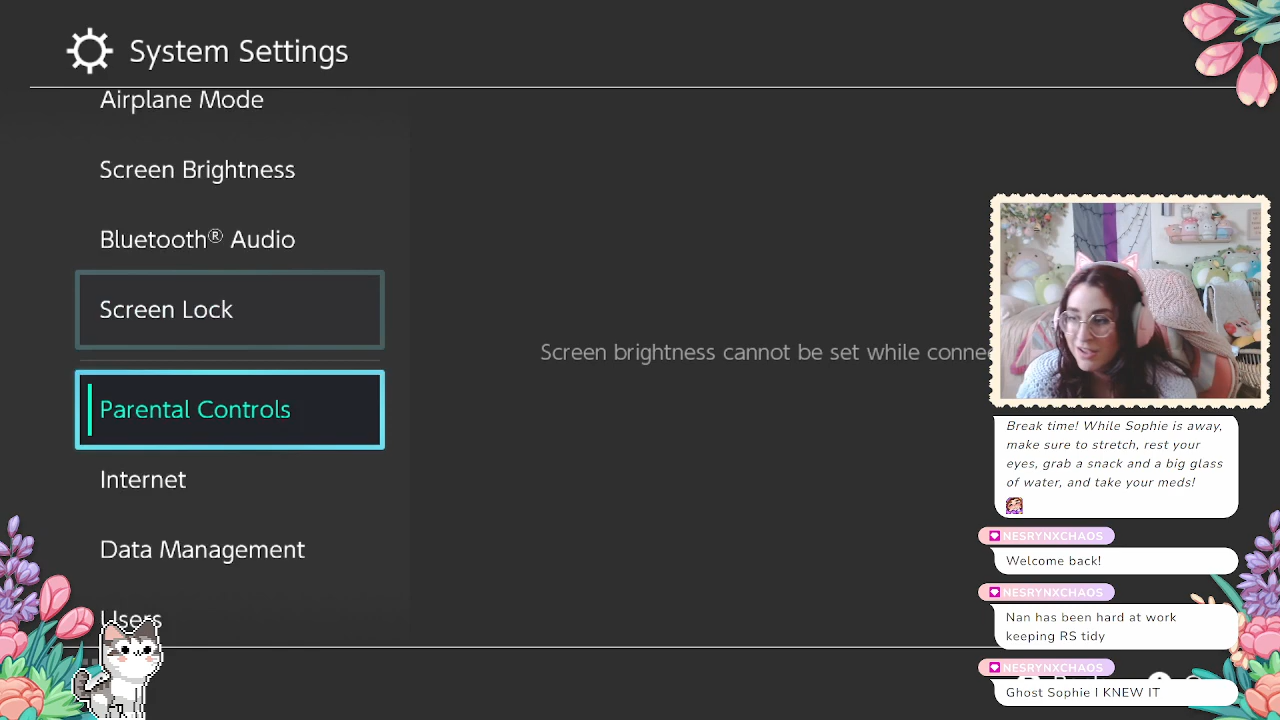 System Settings
Airplane Mode
Screen Brightness
Bluetooth® Audio
Screen Lock
Screen brightness cannot be set while
Parental Controls
Internet
Data Management
Users
Break time! While Sophie is away,
make sure to stretch, rest your
eyes, grab a snack and a big glass
of water, and take your meds!
NESRYNXCHAOS
Welcome back!
NESRYNXCHAOS
Nan has been hard at work
keeping RS tidy
NESRYNXCHAOS
Ghost Sophie I KNEW IT